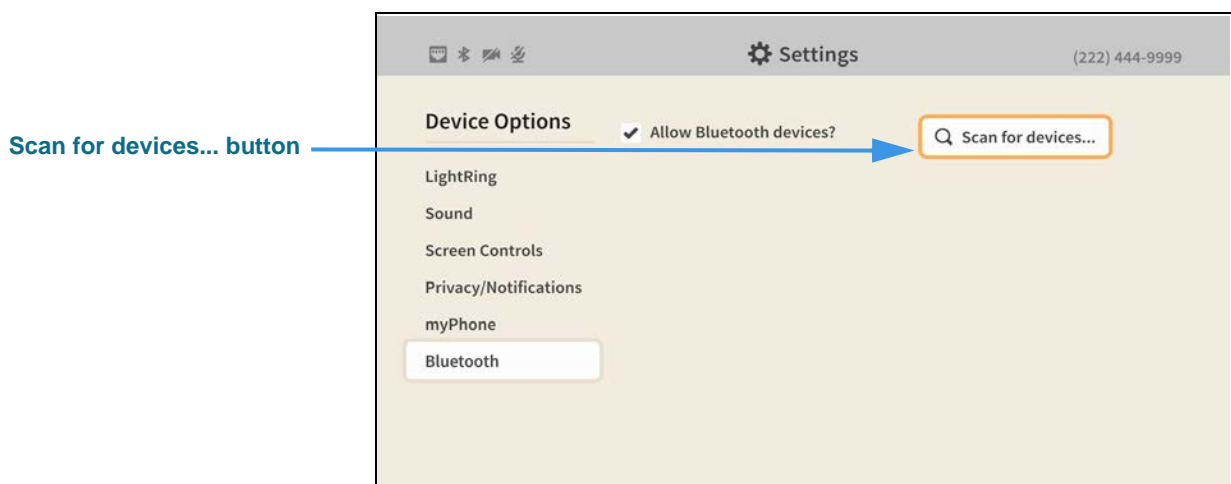 Settings
(222) 444-9999
Device Options
Allow Bluetooth devices?
Scan for devices...
Scan for devices... button
LightRing
Sound
Screen Controls
Privacy/Notifications
myPhone
Bluetooth